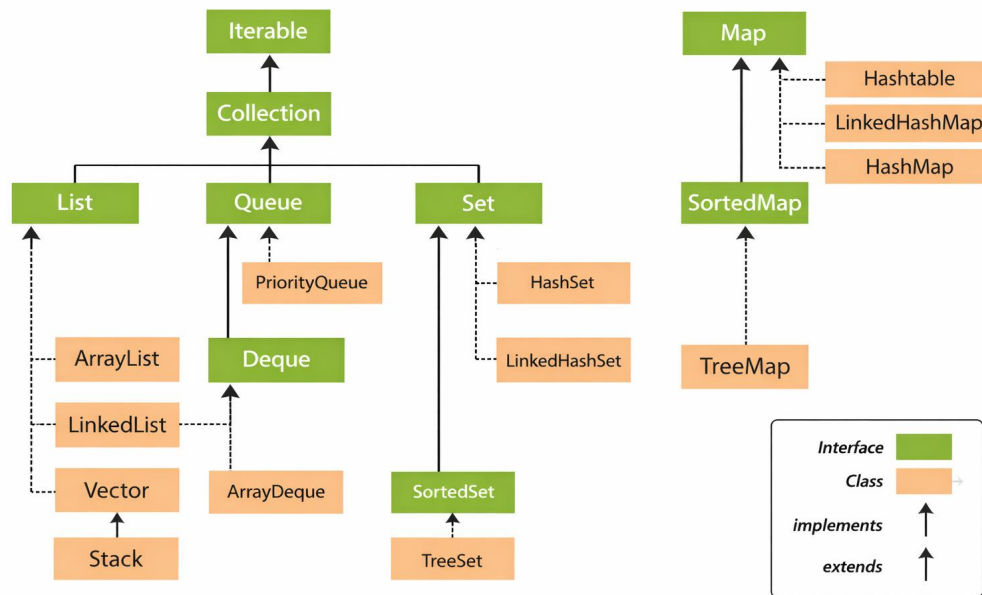 Iterable
Map
Hashtable
Collection
LinkedHashMap
HashMap
List
Queue
Set
SortedMap
PriorityQueue
HashSet
ArrayList
Deque
LinkedHashSet
TreeMap
LinkedList
Interface
Vector
ArrayDeque
SortedSet
Class
implements
Stack
TreeSet
extends